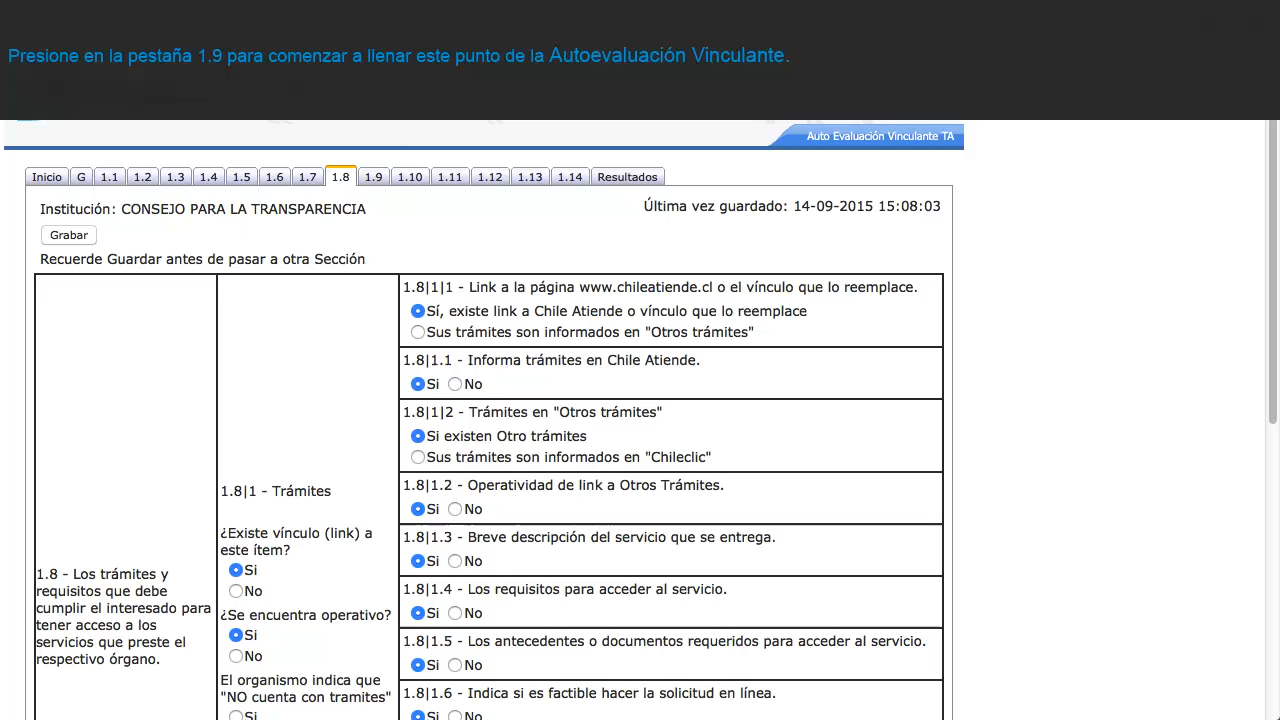 Presione en la pestaña 1.9 para comenzar a llenar este punto de la Autoevaluación Vinculante.
Auto Evaluación Vinculante TA
Inicio G 1.1 1.2 1.3 1.4 1.5 1.6 1.7 1.8 1.9 1.10 1.11 1.12 1.13 1.14 Resultados
Institución: CONSEJO PARA LA TRANSPARENCIA
Última vez guardado: 14-09-2015 15:08:03
Grabar
Recuerde Guardar antes de pasar a otra Sección
1.8 - Los trámites y
requisitos que debe
cumplir el interesado para
tener acceso a los
servicios que preste el
respectivo órgano.
1.8|1 - Trámites
¿Existe vínculo (link) a
este ítem?
Si
No
¿Se encuentra operativo?
Si
No
El organismo indica que
"NO cuenta con tramites"
Si
1.8|1|1 - Link a la página www.chileatiende.cl o el vínculo que lo reemplace.
Sí, existe link a Chile Atiende o vínculo que lo reemplace
Sus trámites son informados en "Otros trámites"
1.8|1.1 - Informa trámites en Chile Atiende.
Si No
1.8|1|2 - Trámites en "Otros trámites"
Si existen Otro trámites
Sus trámites son informados en "Chileclic"
1.8|1.2 - Operatividad de link a Otros Trámites.
Si No
1.8|1.3 - Breve descripción del servicio que se entrega.
Si No
1.8|1.4 - Los requisitos para acceder al servicio.
Si No
1.8|1.5 - Los antecedentes o documentos requeridos para acceder al servicio.
Si No
1.8|1.6 - Indica si es factible hacer la solicitud en línea.
Si No